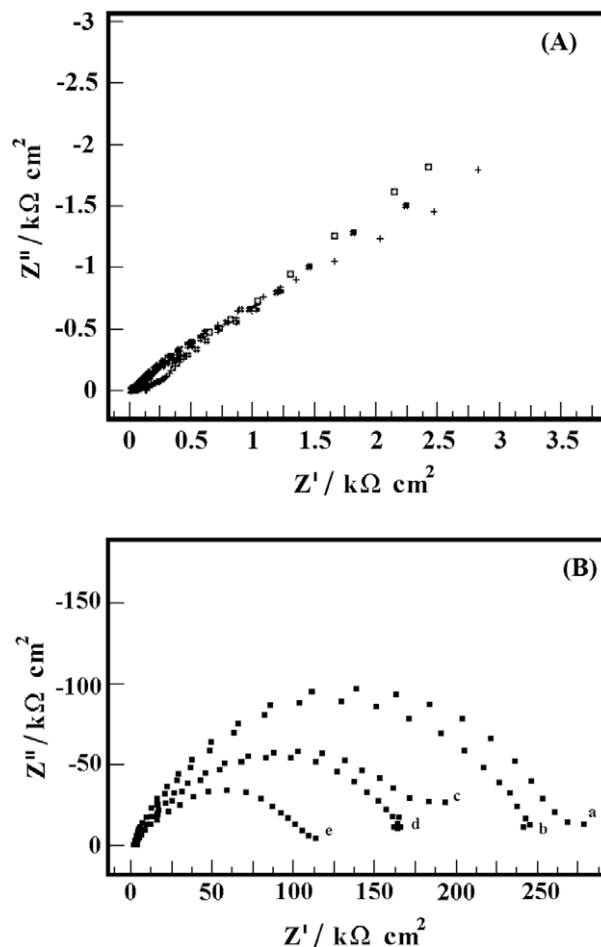 (A)
-3
-2.5
-2
-1.5
-1
-0.5
0
Z''/kΩ cm²
0 0.5 1 1.5 2 2.5 3 3.5
Z'/ kΩ cm²
(B)
-150
-100
-50
0
Z''/kΩ cm²
a
c
b
d
e
0 50 100 150 200 250
Z'/ kΩ cm²